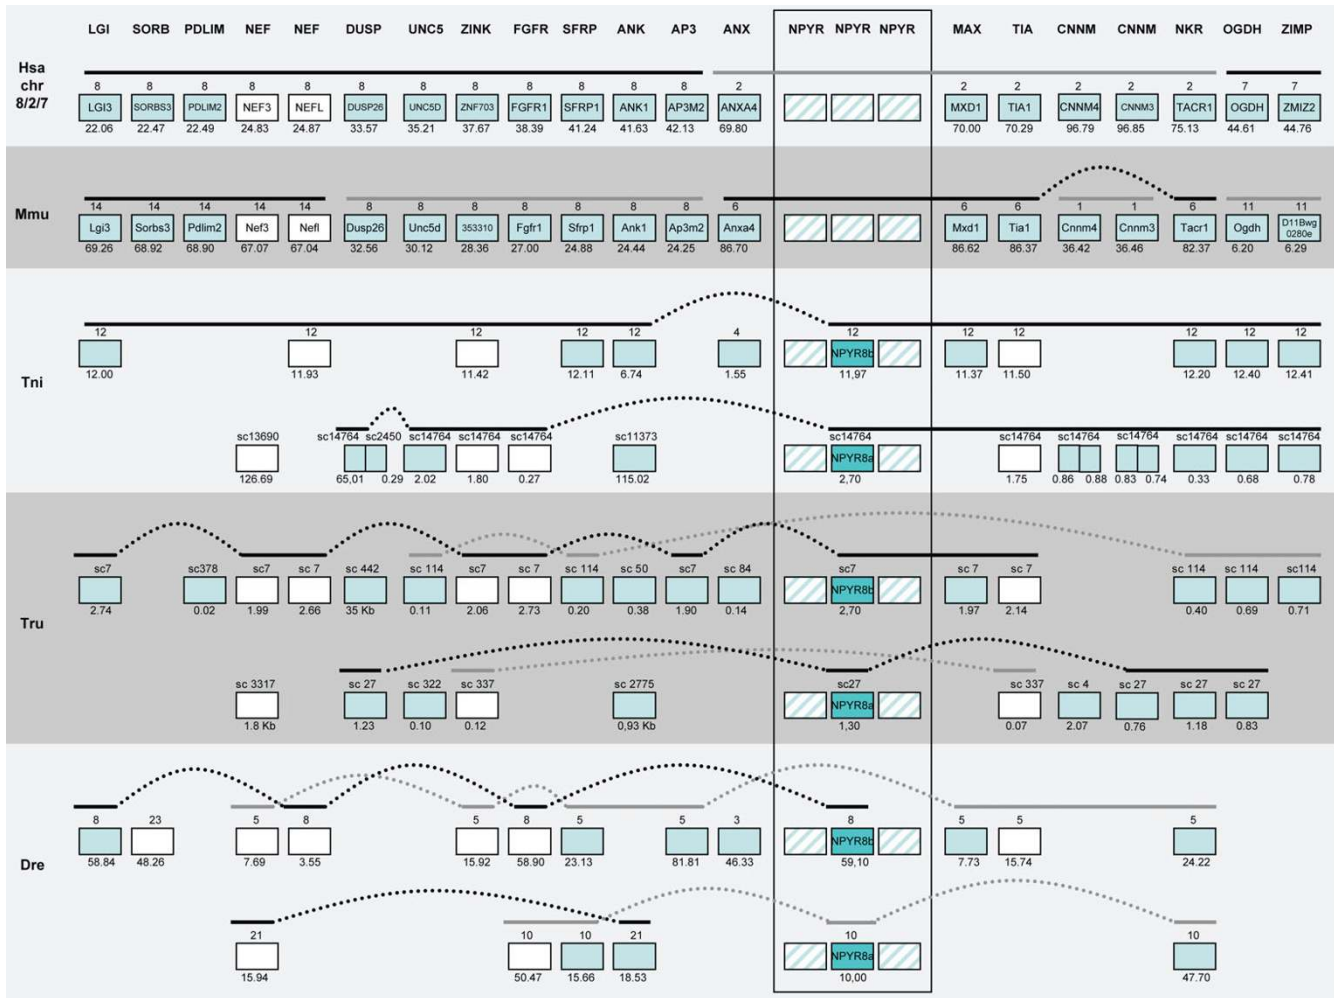 LGI SORB PDLIM NEF NEF DUSP UNC5 ZINK FGFR SFRP ANK AP3 ANX NPYR NPYR NPYR MAX TIA CNNM CNNM NKR OGDH ZIMP
Hsa
chr
8/2/7
8 8 8 8 8 8 8 8 8 8 8 8 2 2 2 2 2 2 7 7
LGI3 SORBS3 PDLIM2 NEF3 NEFL DUSP26 UNC5D ZNF703 FGFR1 SFRP1 ANK1 AP3M2 ANXA4 MXD1 TIA1 CNNM4 CNNM3 TACR1 OGDH ZMIZ2
22.06 22.47 22.49 24.83 24.87 33.57 35.21 37.67 38.39 41.24 41.63 42.13 69.80 70.00 70.29 96.79 96.85 75.13 44.61 44.76
Mmu
14 14 14 14 14 8 8 8 8 8 8 8 6 6 6 1 1 6 11 11
Lgi3 Sorbs3 Pdlim2 Nef3 Nefl Dusp26 Unc5d 353310 Fgfr1 Sfrp1 Ank1 Ap3m2 Anxa4 Mxd1 Tia1 Cnnm4 Cnnm3 Tacr1 Ogdh D11Bwg
0280e
69.26 68.92 68.90 67.07 67.04 32.56 30.12 28.36 27.00 24.88 24.44 24.25 86.70 86.62 86.37 36.42 36.46 82.37 6.20 6.29
Tni
12 12 12 12 12 4 12 12 12 12 12 12
NPYR8b
12.00 11.93 11.42 12.11 6.74 1.55 11,97 11.37 11.50 12.20 12.40 12.41
sc13690 sc14764 sc2450 sc14764 sc14764 sc14764 sc11373 sc14764 sc14764 sc14764 sc14764 sc14764 sc14764 sc14764
NPYR8a
126.69 65,01 0.29 2.02 1.80 0.27 115.02 2,70 1.75 0.86 0.88 0.83 0.74 0.33 0.68 0.78
Tru
sc7 sc378 sc7 sc 7 sc 442 sc 114 sc7 sc 7 sc 114 sc 50 sc7 sc 84 sc7 sc 7 sc 7 sc 114 sc 114 sc114
NPYR8b
2.74 0.02 1.99 2.66 35 Kb 0.11 2.06 2.73 0.20 0.38 1.90 0.14 2,70 1.97 2.14 0.40 0.69 0.71
sc 3317 sc 27 sc 322 sc 337 sc 2775 sc27 sc 337 sc 4 sc 27 sc 27 sc 27
NPYR8a
1.8 Kb 1.23 0.10 0.12 0,93 Kb 1,30 0.07 2.07 0.76 1.18 0.83
Dre
8 23 5 8 5 8 5 5 3 8 5 5 5
NPYR8b
58.84 48.26 7.69 3.55 15.92 58.90 23.13 81.81 46.33 59,10 7.73 15.74 24.22
21 10 10 21 10 10
NPYR8a
15.94 50.47 15.66 18.53 10,00 47.70